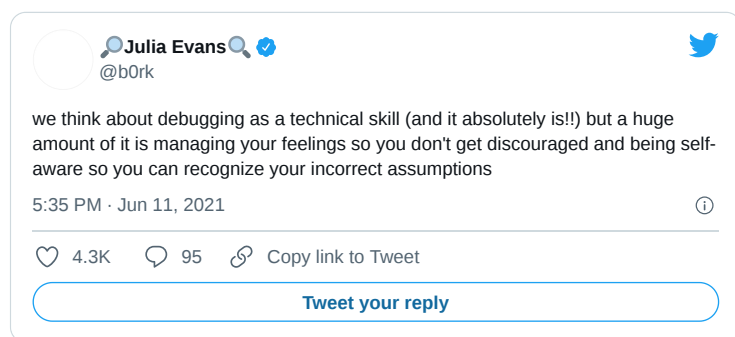 🔎Julia Evans🔍
@b0rk
we think about debugging as a technical skill (and it absolutely is!!) but a huge
amount of it is managing your feelings so you don't get discouraged and being self-
aware so you can recognize your incorrect assumptions
5:35 PM · Jun 11, 2021
4.3K 95 Copy link to Tweet
Tweet your reply